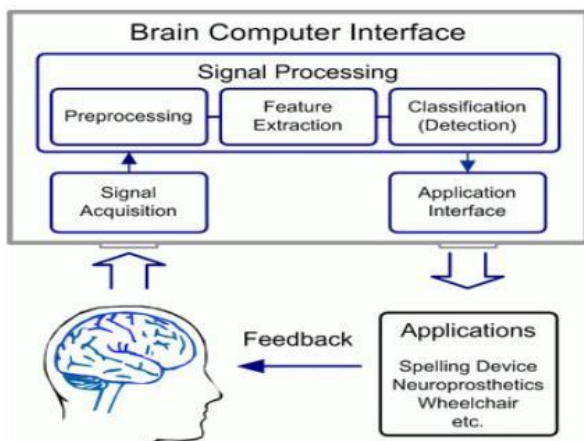 Brain Computer Interface
Signal Processing
Preprocessing
Feature
Extraction
Classification
(Detection)
Signal
Acquisition
Application
Interface
Feedback
Applications
Spelling Device
Neuroprosthetics
Wheelchair
etc.